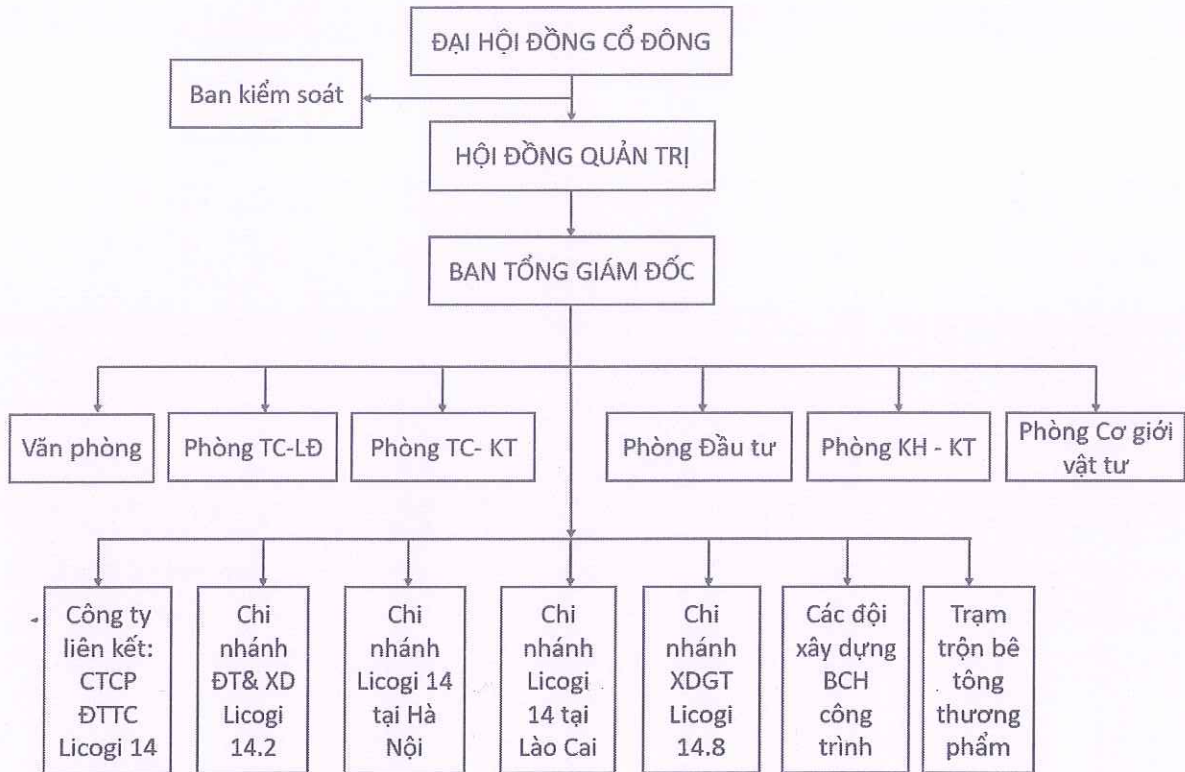 ĐẠI HỘI ĐỒNG CỔ ĐÔNG
Ban kiểm soát
HỘI ĐỒNG QUẢN TRỊ
BAN TỔNG GIÁM ĐỐC
Văn phòng
Phòng TC-LĐ
Phòng TC- KT
Phòng Đầu tư
Phòng KH - KT
Phòng Cơ giới
vật tư
Công ty
liên kết:
CTCP
ĐTTC
Licogi 14
Chi
nhánh
ĐT& XD
Licogi
14.2
Chi
nhánh
Licogi 14
tại Hà
Nội
Chi
nhánh
Licogi
14 tại
Lào Cai
Chi
nhánh
XDGT
Licogi
14.8
Các đội
xây dựng
BCH
công
trình
Trạm
trộn bê
tông
thương
phẩm